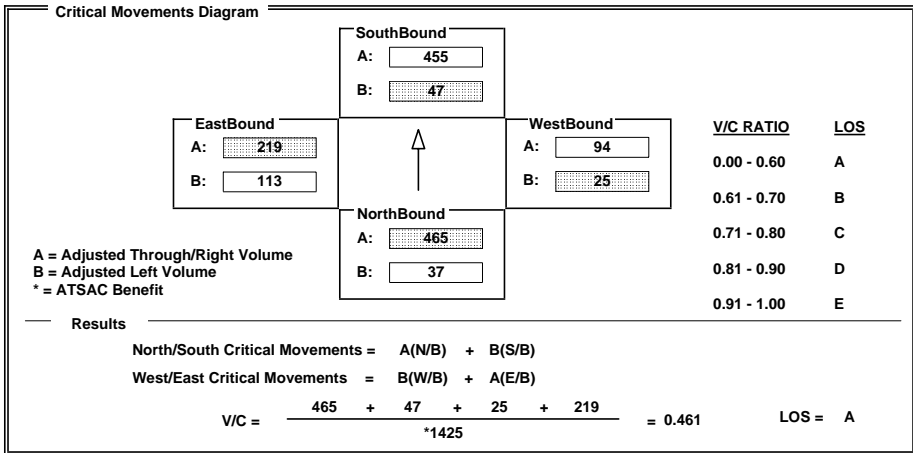 Critical Movements Diagram
SouthBound
A: 455
B: 47
EastBound
A: 219
B: 113
WestBound
A: 94
B: 25
NorthBound
A: 465
B: 37
V/C RATIO LOS
0.00 - 0.60 A
0.61 - 0.70 B
0.71 - 0.80 C
0.81 - 0.90 D
0.91 - 1.00 E
A = Adjusted Through/Right Volume
B = Adjusted Left Volume
* = ATSAC Benefit
Results
North/South Critical Movements = A(N/B) + B(S/B)
West/East Critical Movements = B(W/B) + A(E/B)
465 + 47 + 25 + 219
V/C = = 0.461 LOS = A
*1425